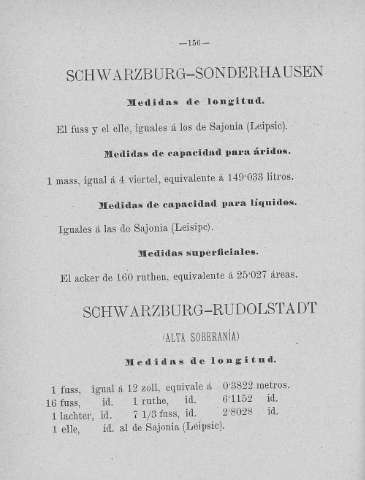 —156—
SCHWARZBURG–SONDERHAUSEN
Medidas de longitud.
El fuss y el elle, iguales á los de Sajonia (Leipsic).
Medidas de capacidad para áridos.
1 mass, igual á 4 viertel, equivalente á 149'033 litros.
Medidas de capacidad para líquidos.
Iguales á las de Sajonia (Leisipc).
Medidas superficiales.
El acker de 160 ruthen, equivalente á 25'027 áreas.
SCHWARZBURG–RUDOLSTADT
(ALTA SOBERANÍA)
Medidas de longitud.
1 fuss, igual á 12 zoll, equivale á 0'3822 metros.
16 fuss, id. 1 ruthe, id. 6'1152 id.
1 lachter, id. 7 1/3 fuss, id. 2'8028 id.
1 elle, id. al de Sajonia (Leipsic).